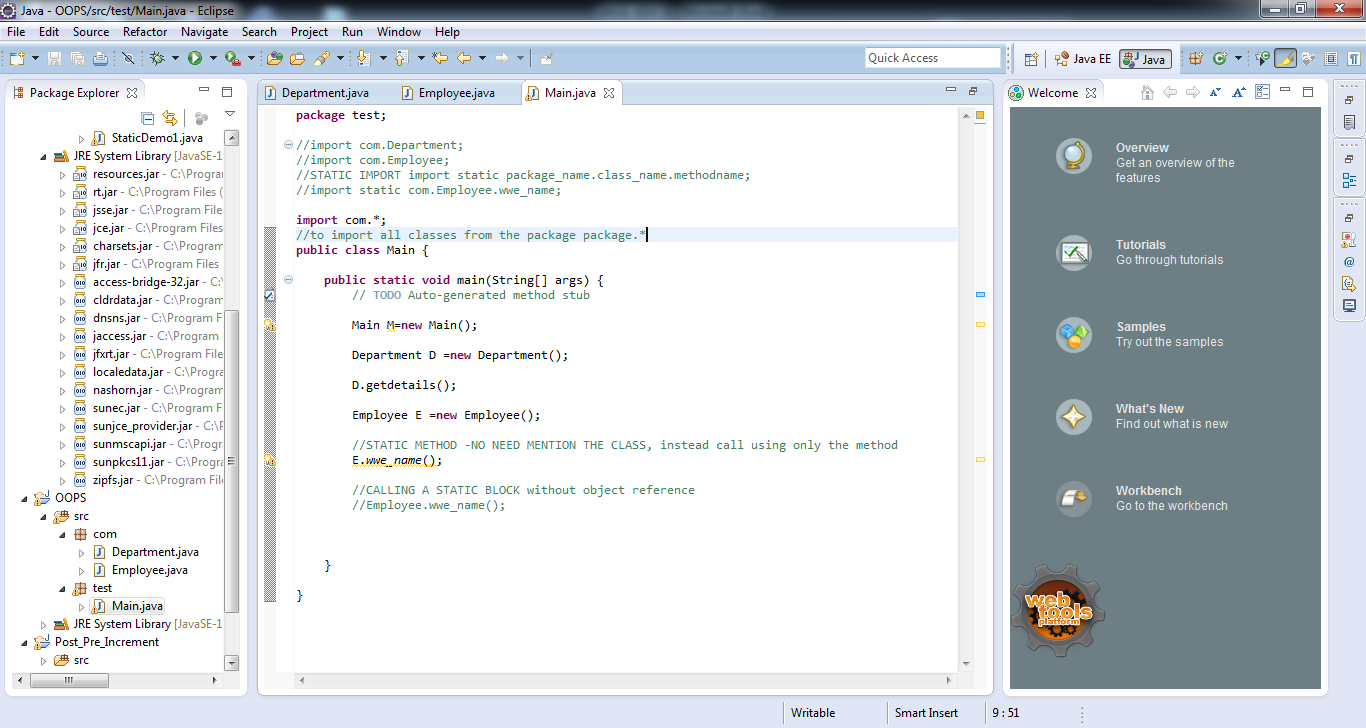 Java - OOPS/src/test/Main.java - Eclipse
File Edit Source Refactor Navigate Search Project Run Window Help
Quick Access
Java EE
Java
Package Explorer
StaticDemo1.java
JRE System Library [JavaSE-1
resources.jar - C:\Progran
rt.jar - C:\Program Files (
jsse.jar - C:\Program File
jce.jar - C:\Program Files
charsets.jar - C:\Program
jfr.jar - C:\Program Files
access-bridge-32.jar - C:\
cldrdata.jar - C:\Program
dnsns.jar - C:\Program F
jaccess.jar - C:\Program
jfxrt.jar - C:\Program File
localedata.jar - C:\Progra
nashorn.jar - C:\Program
sunec.jar - C:\Program F
sunjce_provider.jar - C:\P
sunmscapi.jar - C:\Progr
sunpkcs11.jar - C:\Progra
zipfs.jar - C:\Program Fil
OOPS
src
com
Department.java
Employee.java
test
Main.java
JRE System Library [JavaSE-1
Post_Pre_Increment
src
Department.java
Employee.java
Main.java
package test;
//import com.Department;
//import com.Employee;
//STATIC IMPORT import static package_name.class_name.methodname;
//import static com.Employee.wwe_name;
import com.*;
//to import all classes from the package package.*
public class Main {
public static void main(String[] args) {
// TODO Auto-generated method stub
Main M=new Main();
Department D =new Department();
D.getdetails();
Employee E =new Employee();
//STATIC METHOD -NO NEED MENTION THE CLASS, instead call using only the method
E.wwe_name();
//CALLING A STATIC BLOCK without object reference
//Employee.wwe_name();
}
}
Welcome
Overview
Get an overview of the
features
Tutorials
Go through tutorials
Samples
Try out the samples
What's New
Find out what is new
Workbench
Go to the workbench
web
tools
platform
Writable
Smart Insert
9 : 51